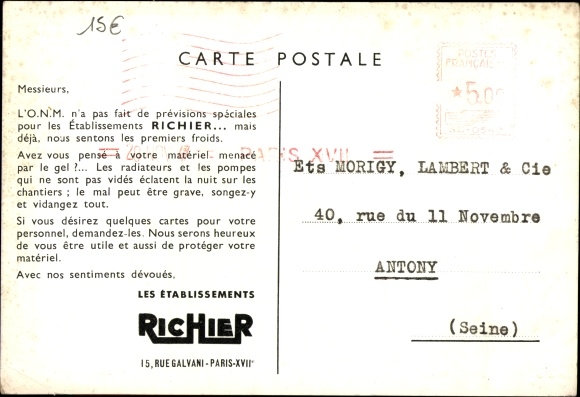 15€
CARTE POSTALE
POSTES
FRANÇAISES
*5.00
PARIS XVII
Messieurs,
L'O.N.M. n'a pas fait de prévisions spéciales
pour les Établissements RICHIER... mais
déjà, nous sentons les premiers froids.
Avez vous pensé à votre matériel menacé
par le gel ?... Les radiateurs et les pompes
qui ne sont pas vidés éclatent la nuit sur les
chantiers ; le mal peut être grave, songez-y
et vidangez tout.
Si vous désirez quelques cartes pour votre
personnel, demandez-les. Nous serons heureux
de vous être utile et aussi de protéger votre
matériel.
Avec nos sentiments dévoués,
LES ÉTABLISSEMENTS
RICHIER
15, RUE GALVANI - PARIS-XVIIe
Ets MORIGY, LAMBERT & Cie
40, rue du 11 Novembre
ANTONY
(Seine)